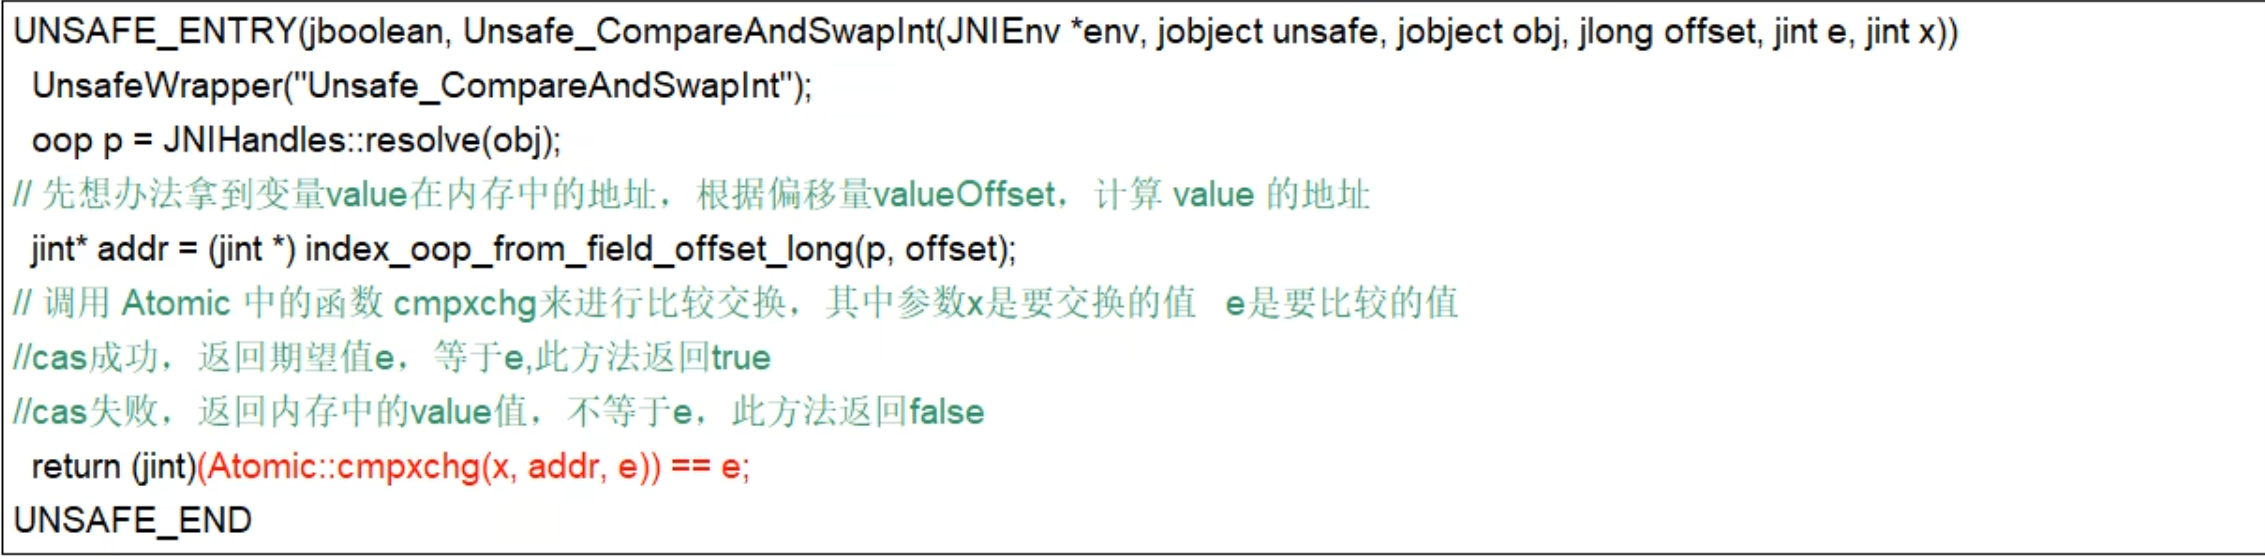 UNSAFE_ENTRY(jboolean, Unsafe_CompareAndSwapInt(JNIEnv *env, jobject unsafe, jobject obj, jlong offset, jint e, jint x))
UnsafeWrapper("Unsafe_CompareAndSwapInt");
oop p = JNIHandles::resolve(obj);
// 先想办法拿到变量value在内存中的地址，根据偏移量valueOffset，计算 value 的地址
jint* addr = (jint *) index_oop_from_field_offset_long(p, offset);
// 调用 Atomic 中的函数 cmpxchg来进行比较交换，其中参数x是要交换的值 e是要比较的值
//cas成功，返回期望值e，等于e,此方法返回true
//cas失败，返回内存中的value值，不等于e，此方法返回false
return (jint)(Atomic::cmpxchg(x, addr, e)) == e;
UNSAFE_END